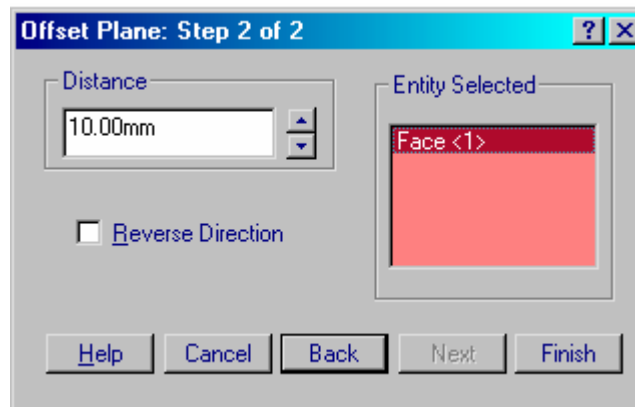 Offset Plane: Step 2 of 2
Distance
10.00mm
Reverse Direction
Entity Selected
Face <1>
Help
Cancel
Back
Next
Finish